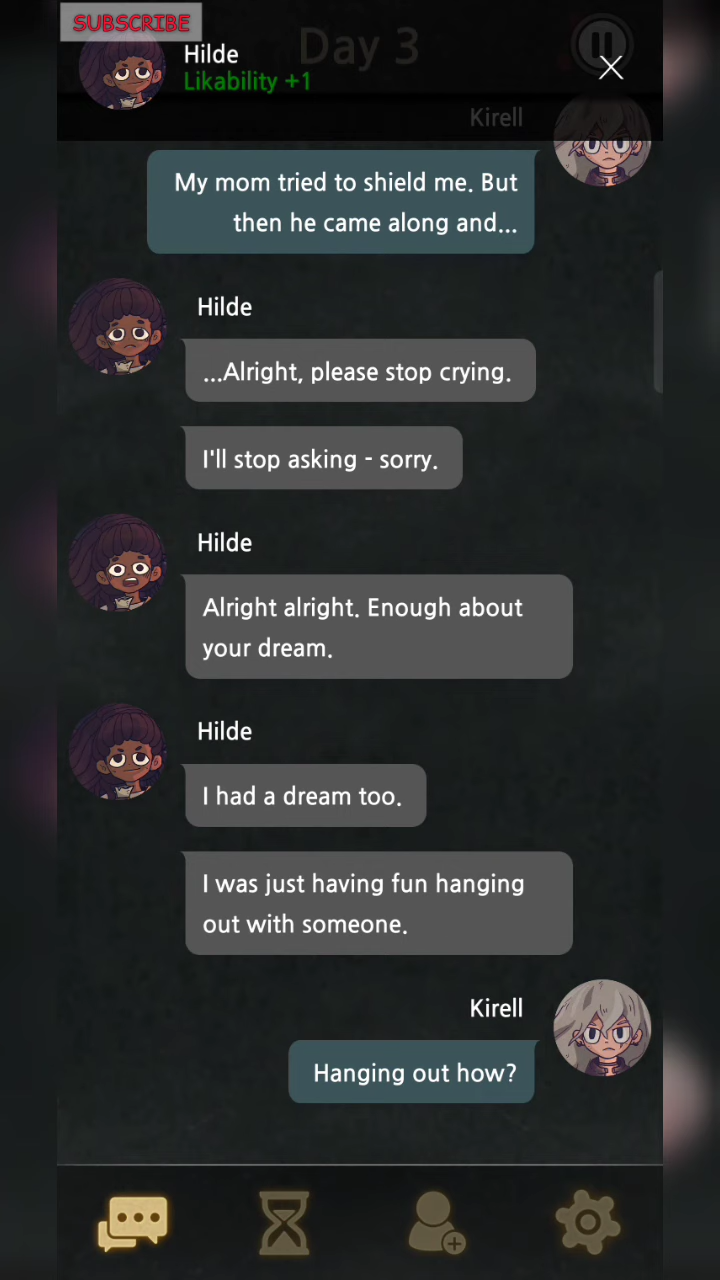 SUBSCRIBE
Day 3
Hilde
Likability +1
Kirell
My mom tried to shield me. But
then he came along and...
Hilde
...Alright, please stop crying.
I'll stop asking - sorry.
Hilde
Alright alright. Enough about
your dream.
Hilde
I had a dream too.
I was just having fun hanging
out with someone.
Kirell
Hanging out how?